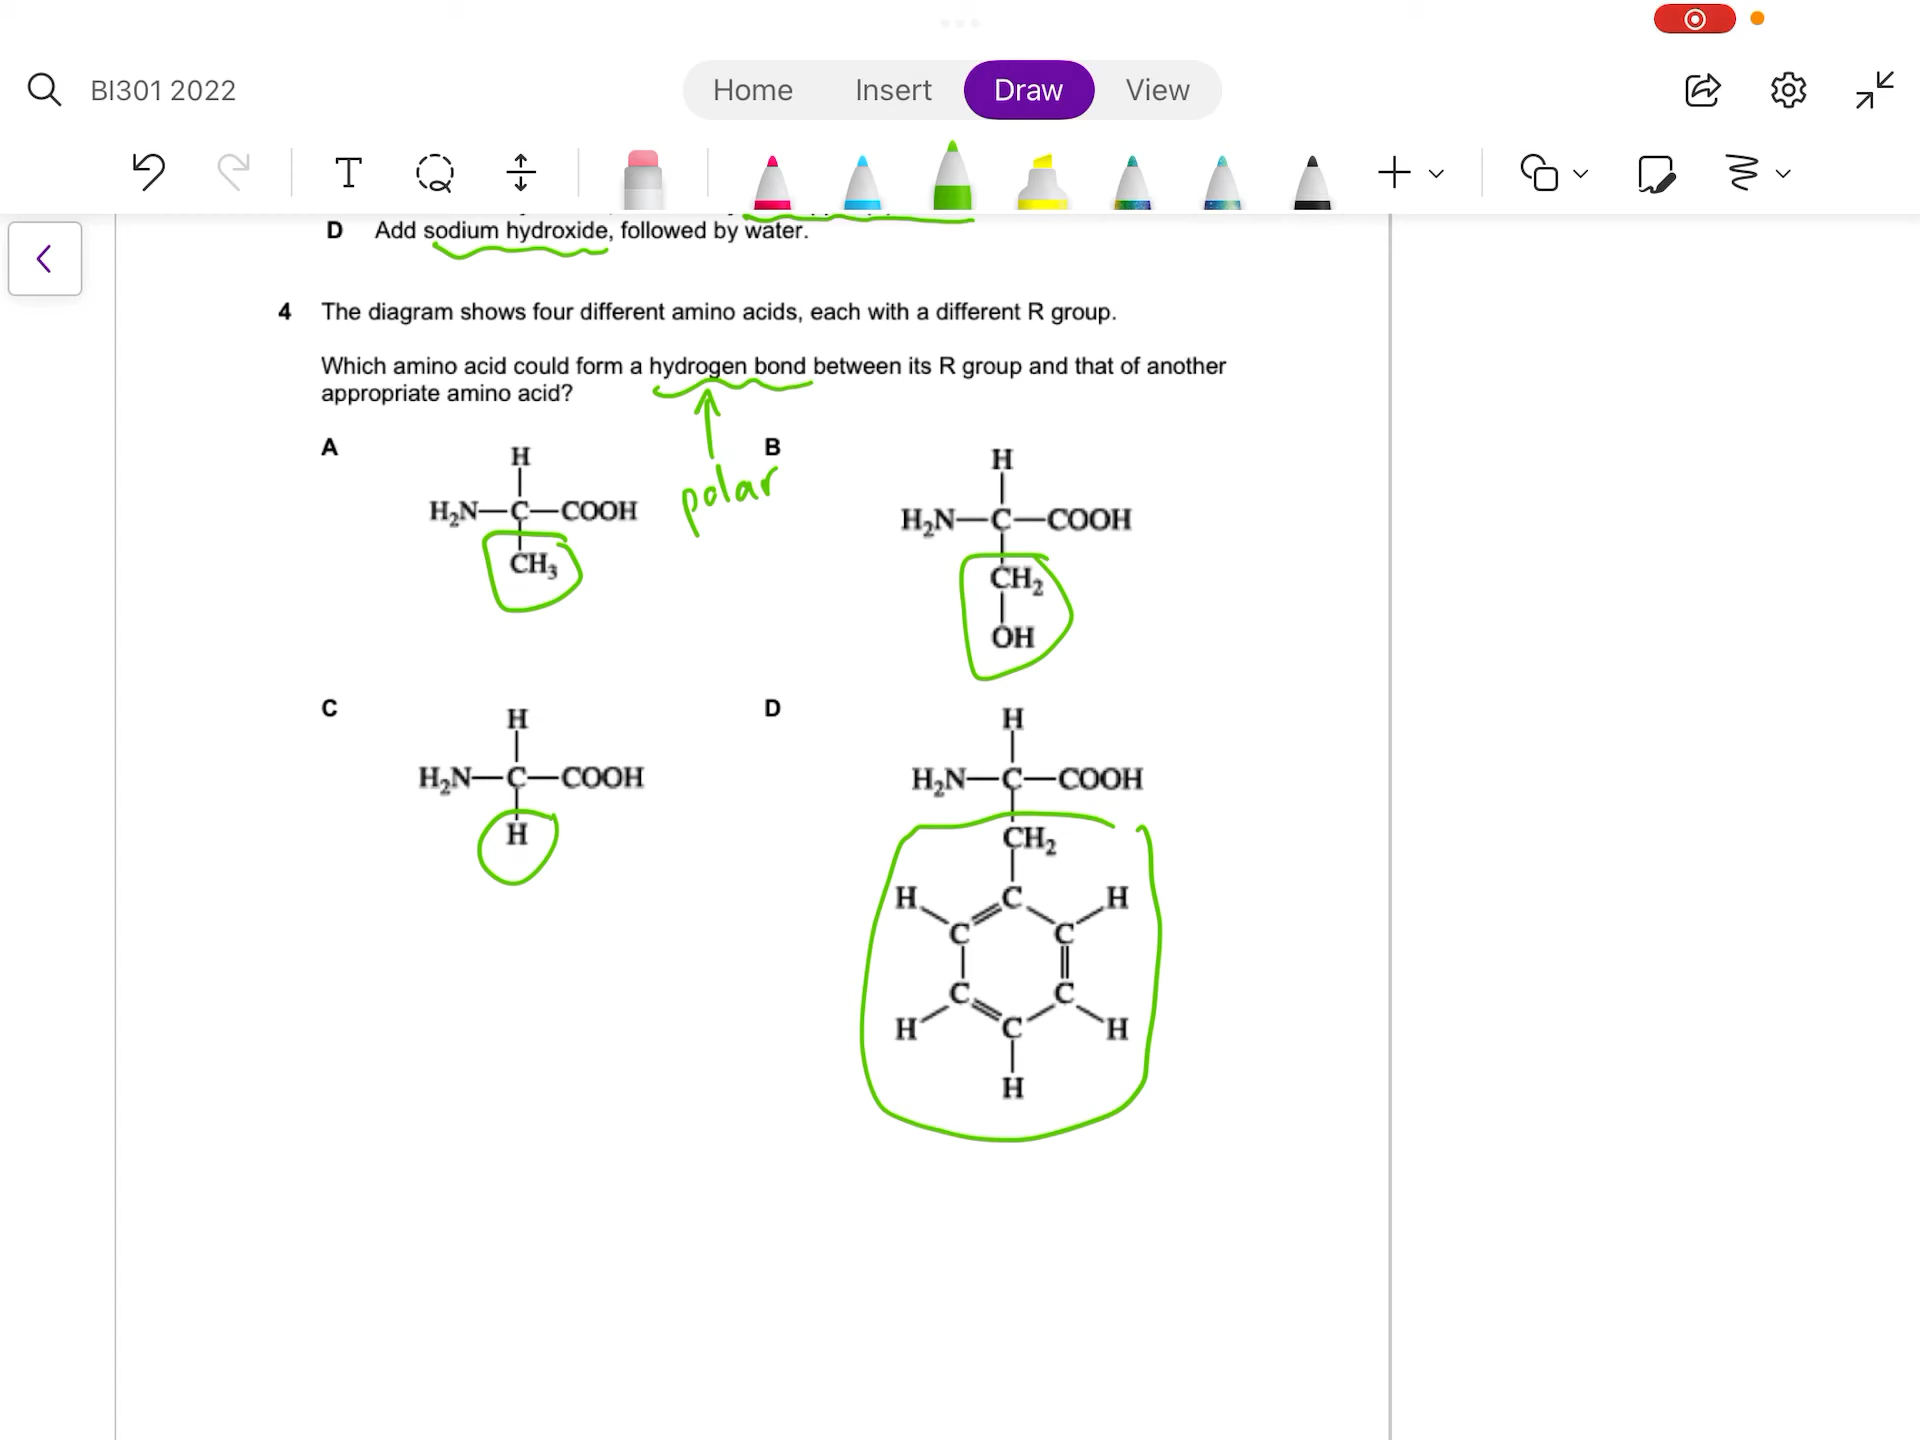 BI301 2022
Home Insert Draw View
T
D Add sodium hydroxide, followed by water.
4 The diagram shows four different amino acids, each with a different R group.
Which amino acid could form a hydrogen bond between its R group and that of another
appropriate amino acid?
polar
A
H
H₂N—C—COOH
CH₃
B
H
H₂N—C—COOH
CH₂
OH
C
H
H₂N—C—COOH
H
D
H
H₂N—C—COOH
CH₂
H C H
C C
C C
H C H
H